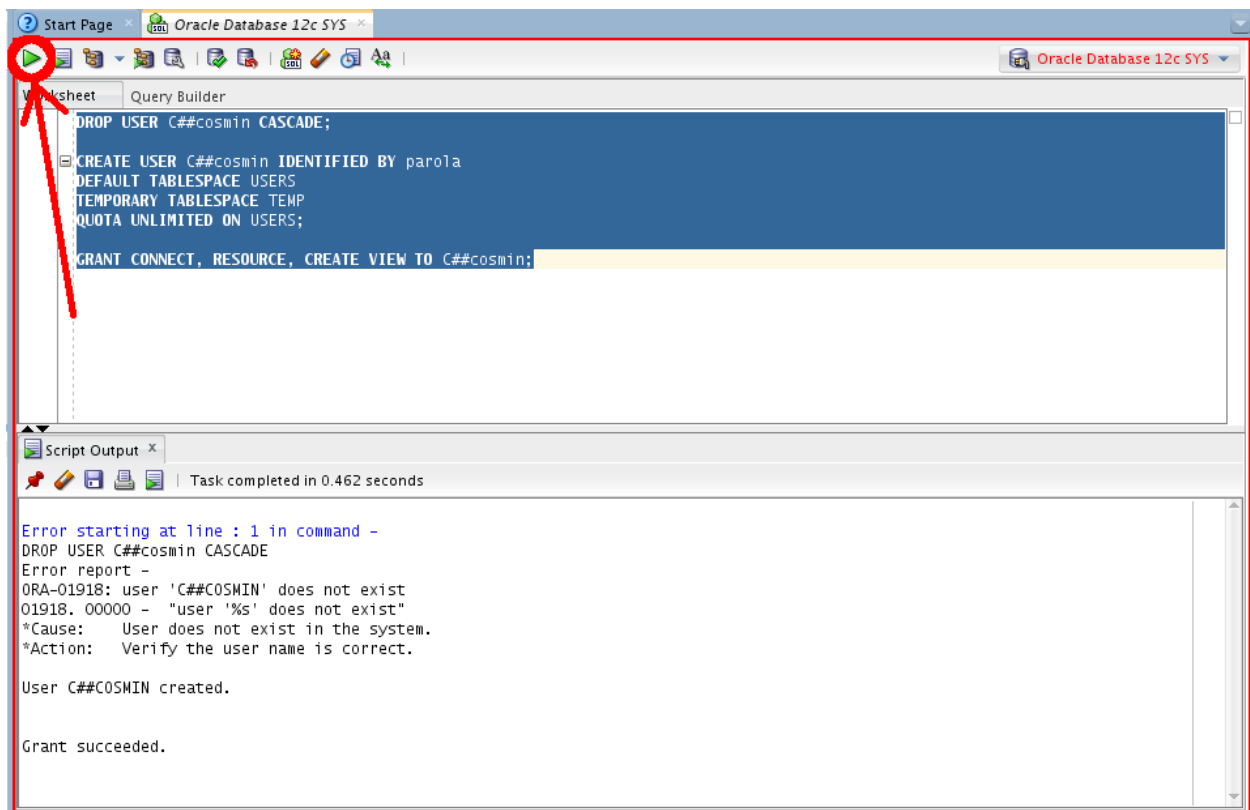 Start Page
Oracle Database 12c SYS
Oracle Database 12c SYS
Worksheet
Query Builder
DROP USER C##cosmin CASCADE;
CREATE USER C##cosmin IDENTIFIED BY parola
DEFAULT TABLESPACE USERS
TEMPORARY TABLESPACE TEMP
QUOTA UNLIMITED ON USERS;
GRANT CONNECT, RESOURCE, CREATE VIEW TO C##cosmin;
Script Output
Task completed in 0.462 seconds
Error starting at line : 1 in command -
DROP USER C##cosmin CASCADE
Error report -
ORA-01918: user 'C##COSMIN' does not exist
01918. 00000 -  "user '%s' does not exist"
*Cause:    User does not exist in the system.
*Action:   Verify the user name is correct.
User C##COSMIN created.
Grant succeeded.